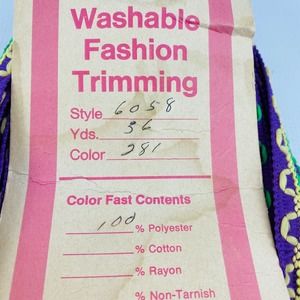 Washable
Fashion
Trimming
Style 6058
Yds. 36
Color 281
Color Fast Contents
100 % Polyester
% Cotton
% Rayon
% Non-Tarnish